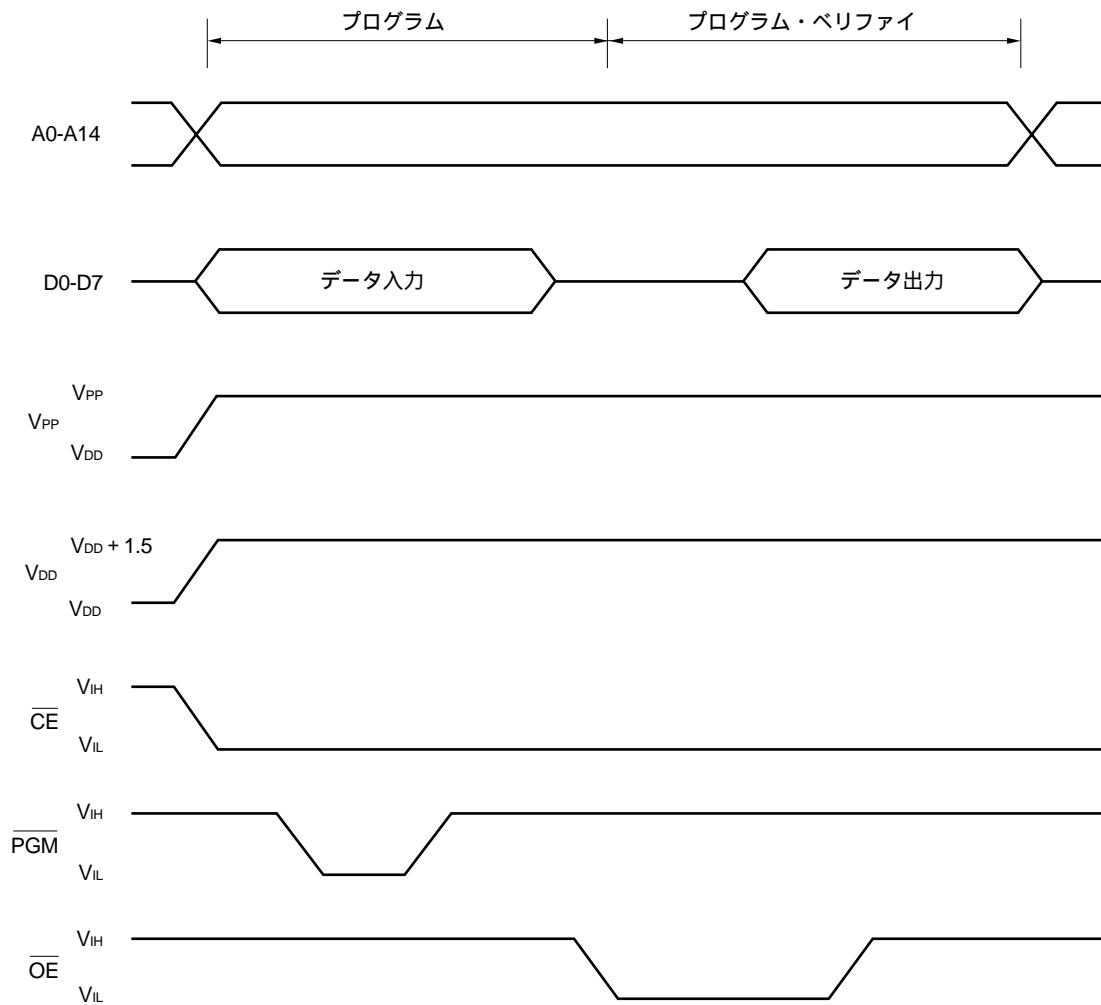 プログラム
プログラム・ベリファイ
A0-A14
D0-D7
データ入力
データ出力
VPP
VPP
VDD
VDD + 1.5
VDD
VDD
VIH
CE
VIL
VIH
PGM
VIL
VIH
OE
VIL